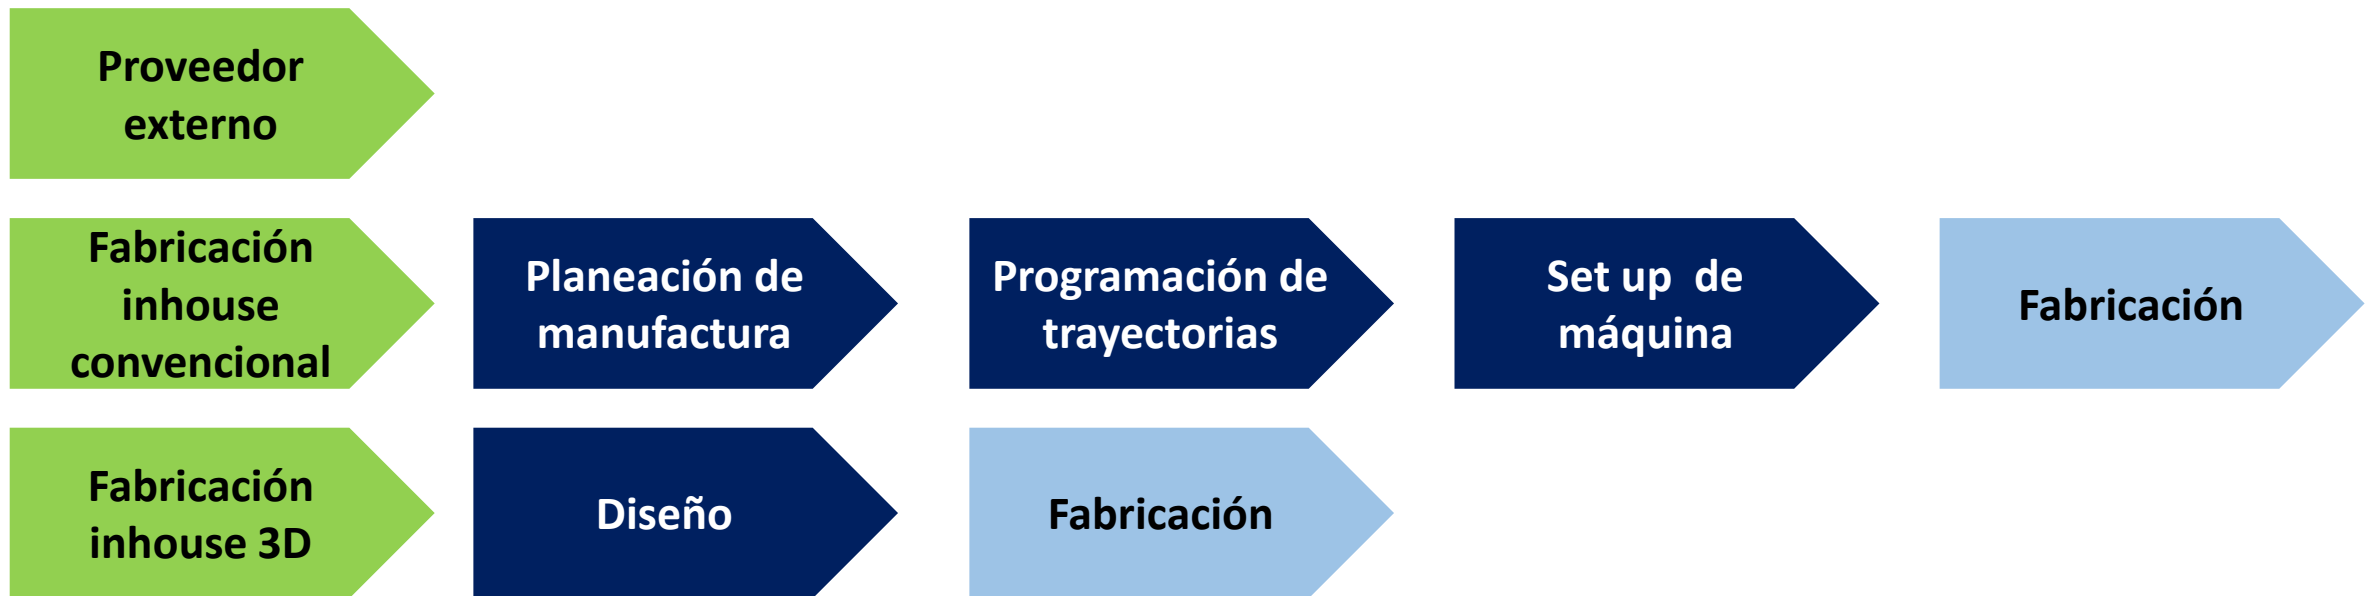 Proveedor
externo
Fabricación
inhouse
convencional
Planeación de
manufactura
Programación de
trayectorias
Set up  de
máquina
Fabricación
Fabricación
inhouse 3D
Diseño
Fabricación